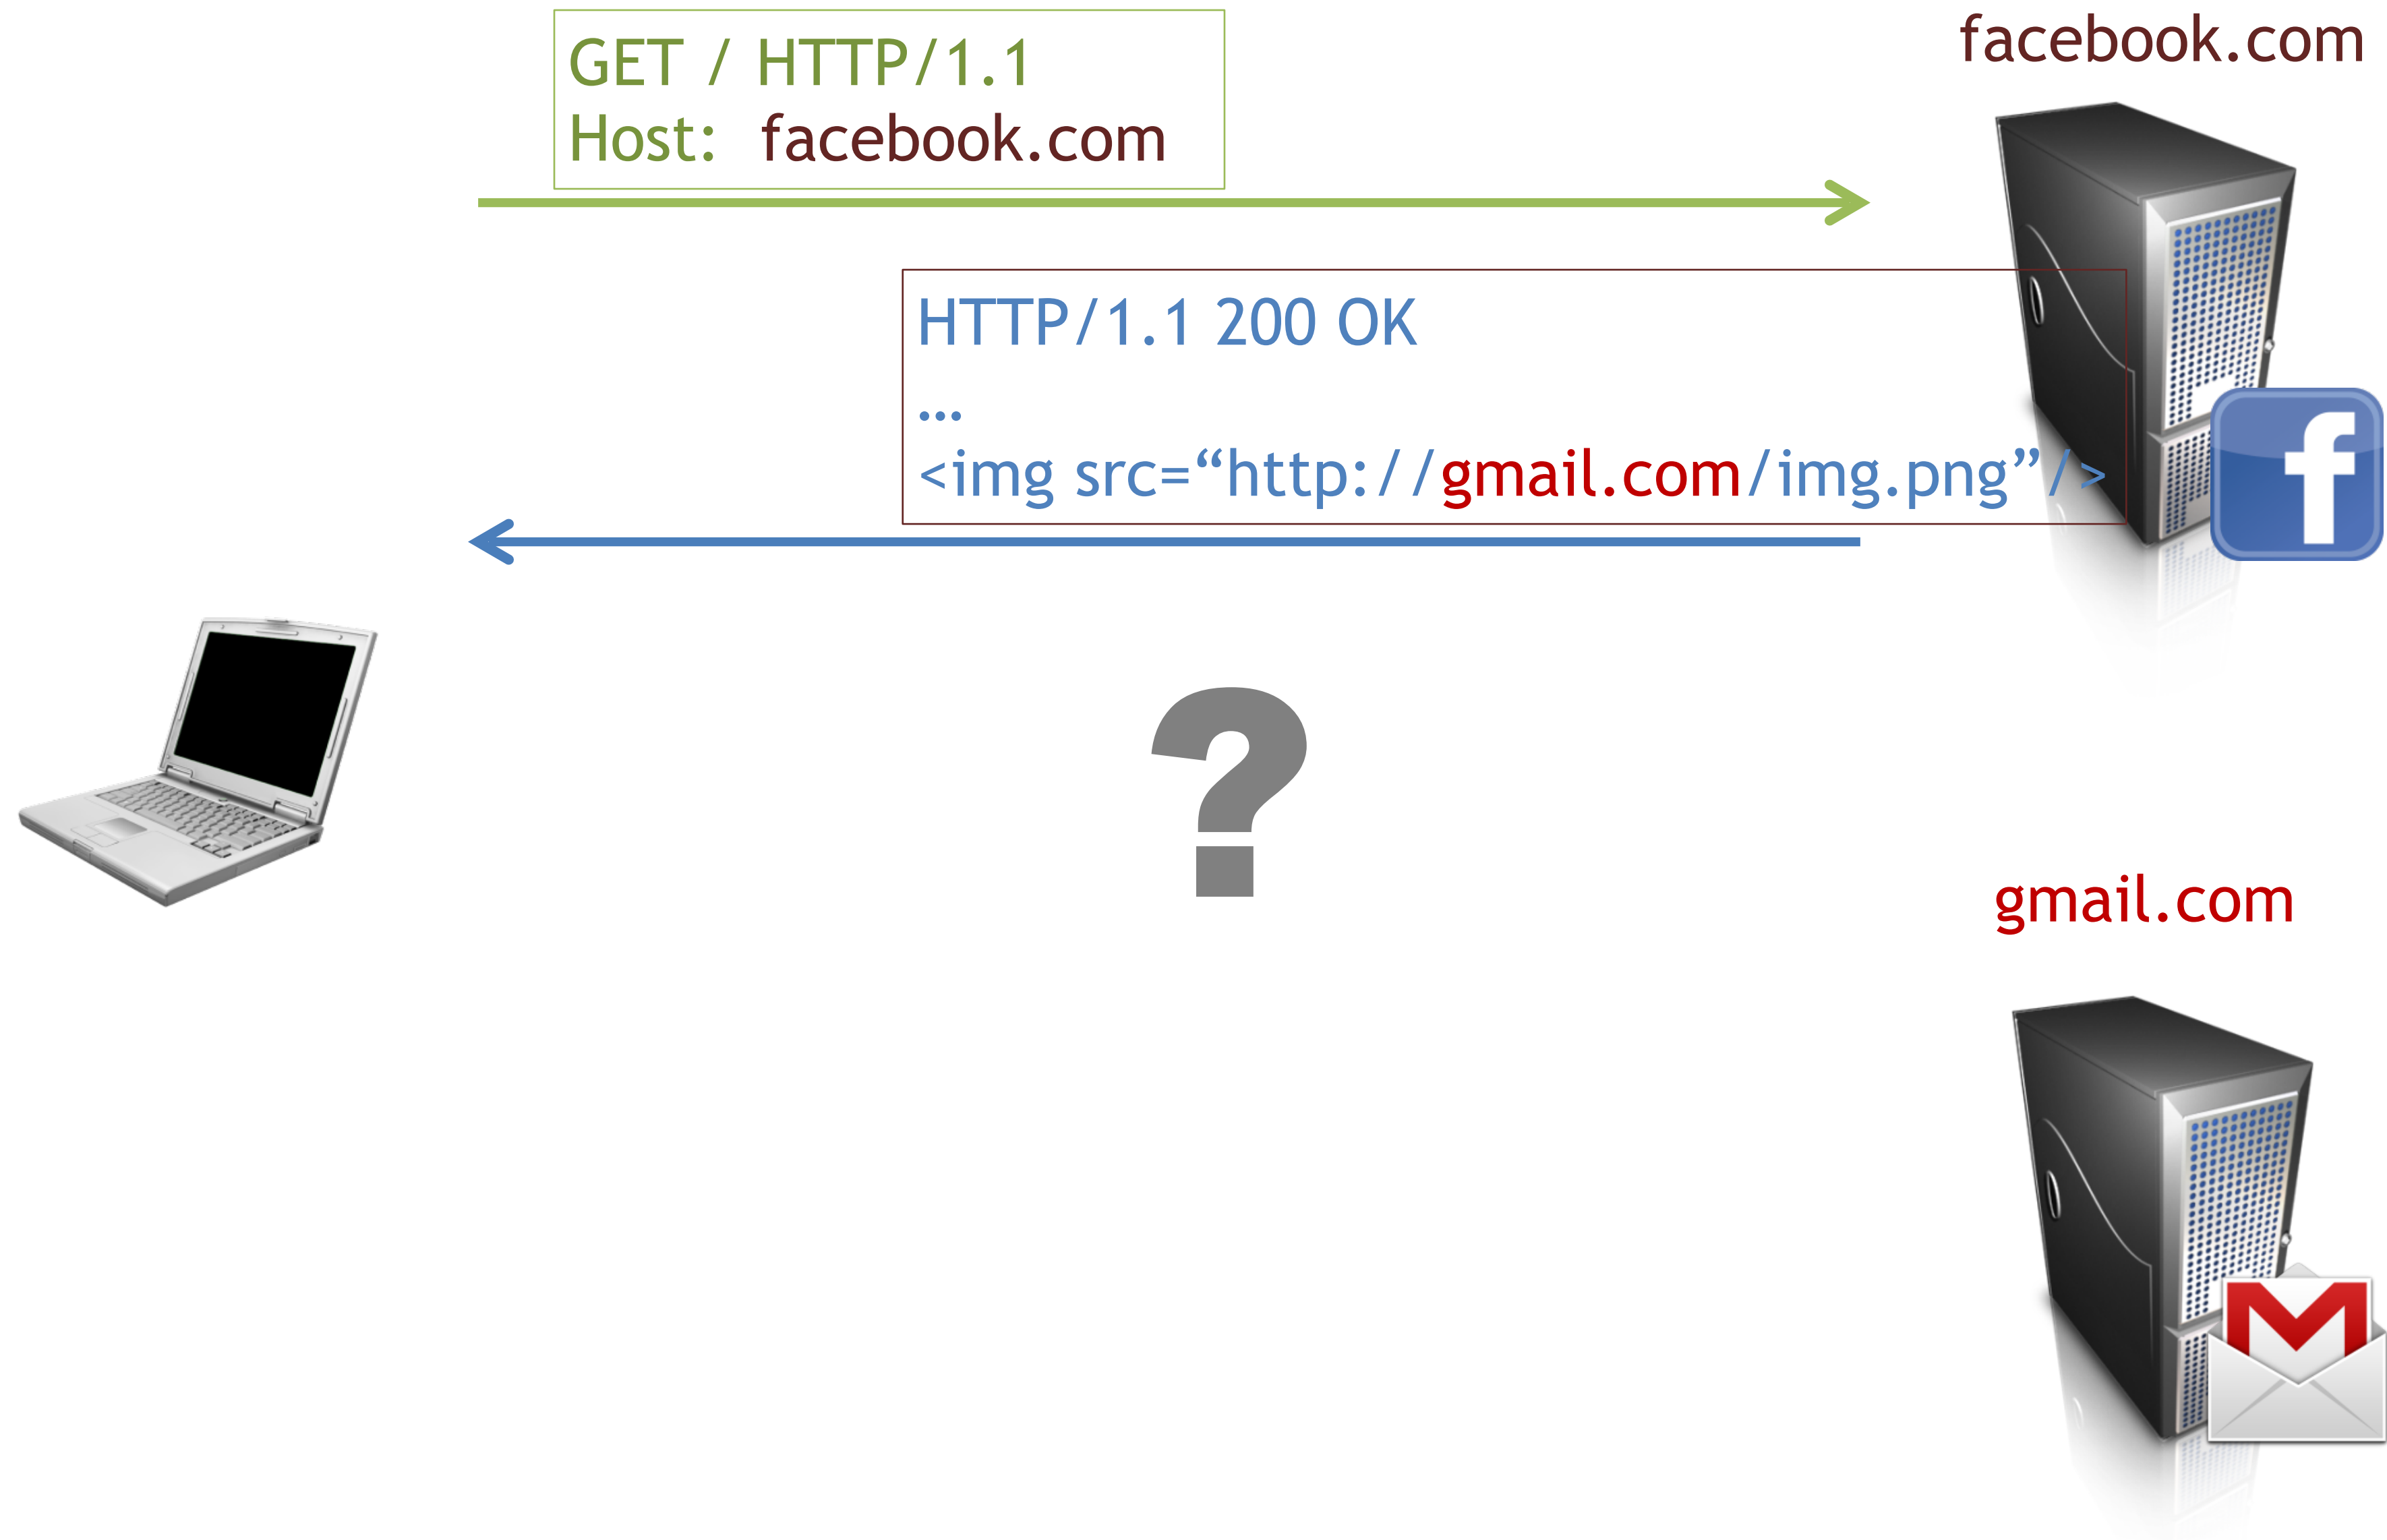 facebook.com
GET / HTTP/1.1
Host: facebook.com
HTTP/1.1 200 OK
…
<img src=“http://gmail.com/img.png”/>
f
?
gmail.com
M